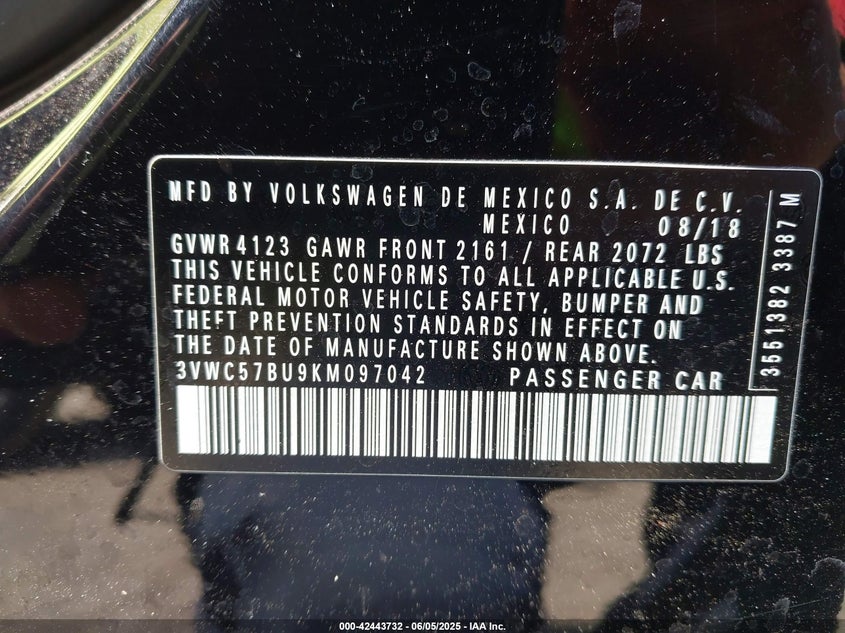 MFD BY VOLKSWAGEN DE MEXICO S.A. DE C.V.
MEXICO 08/18
GVWR 4123 GAWR FRONT 2161 / REAR 2072 LBS
THIS VEHICLE CONFORMS TO ALL APPLICABLE U.S.
FEDERAL MOTOR VEHICLE SAFETY, BUMPER AND
THEFT PREVENTION STANDARDS IN EFFECT ON
THE DATE OF MANUFACTURE SHOWN ABOVE.
3VWC57BU9KM097042 PASSENGER CAR
3551382 3387 M
000-42443732 - 06/05/2025 - IAA Inc.